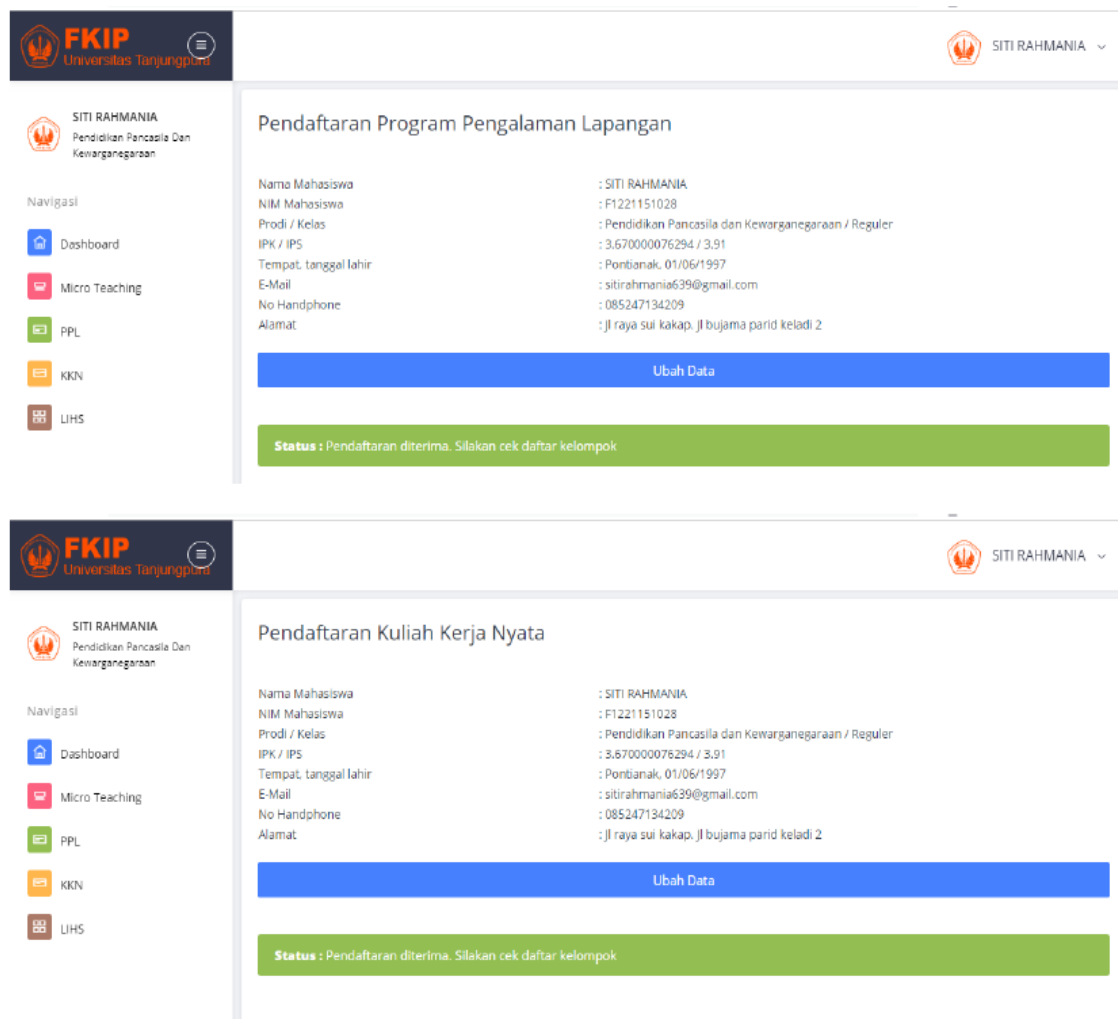 FKIP
Universitas Tanjungpura
SITI RAHMANIA
SITI RAHMANIA
Pendidikan Pancasila Dan
Kewarganegaraan
Navigasi
Dashboard
Micro Teaching
PPL
KKN
LIHS
Pendaftaran Program Pengalaman Lapangan
Nama Mahasiswa : SITI RAHMANIA
NIM Mahasiswa : F1221151028
Prodi / Kelas : Pendidikan Pancasila dan Kewarganegaraan / Reguler
IPK / IPS : 3.670000076294 / 3.91
Tempat, tanggal lahir : Pontianak, 01/06/1997
E-Mail : sitirahmania639@gmail.com
No Handphone : 085247134209
Alamat : Jl raya sui kakap. Jl bujama parid keladi 2
Ubah Data
Status : Pendaftaran diterima. Silakan cek daftar kelompok
FKIP
Universitas Tanjungpura
SITI RAHMANIA
SITI RAHMANIA
Pendidikan Pancasila Dan
Kewarganegaraan
Navigasi
Dashboard
Micro Teaching
PPL
KKN
LIHS
Pendaftaran Kuliah Kerja Nyata
Nama Mahasiswa : SITI RAHMANIA
NIM Mahasiswa : F1221151028
Prodi / Kelas : Pendidikan Pancasila dan Kewarganegaraan / Reguler
IPK / IPS : 3.670000076294 / 3.91
Tempat, tanggal lahir : Pontianak, 01/06/1997
E-Mail : sitirahmania639@gmail.com
No Handphone : 085247134209
Alamat : Jl raya sui kakap. Jl bujama parid keladi 2
Ubah Data
Status : Pendaftaran diterima. Silakan cek daftar kelompok